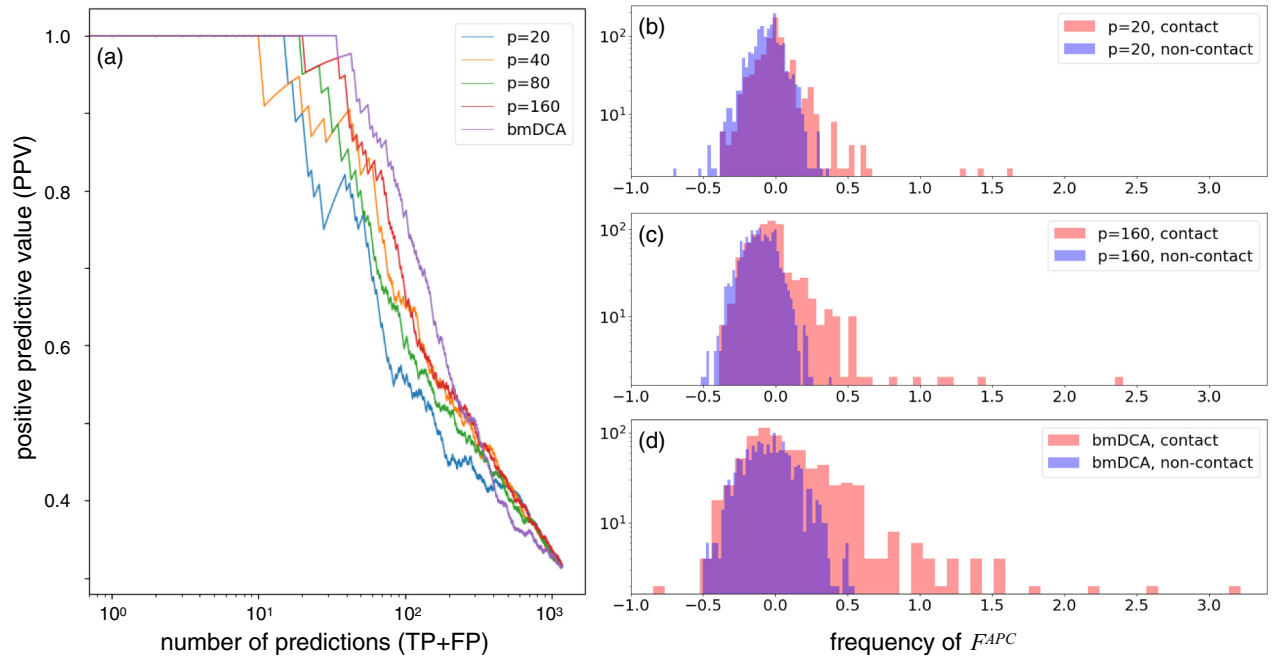 (a)
p=20
p=40
p=80
p=160
bmDCA
1.0
0.8
0.6
0.4
10⁰
10¹
10²
10³
positive predictive value (PPV)
number of predictions (TP+FP)
(b)
p=20, contact
p=20, non-contact
10²
10¹
−1.0 −0.5 0.0 0.5 1.0 1.5 2.0 2.5 3.0
(c)
p=160, contact
p=160, non-contact
10²
10¹
−1.0 −0.5 0.0 0.5 1.0 1.5 2.0 2.5 3.0
(d)
bmDCA, contact
bmDCA, non-contact
10²
10¹
−1.0 −0.5 0.0 0.5 1.0 1.5 2.0 2.5 3.0
frequency of F^APC